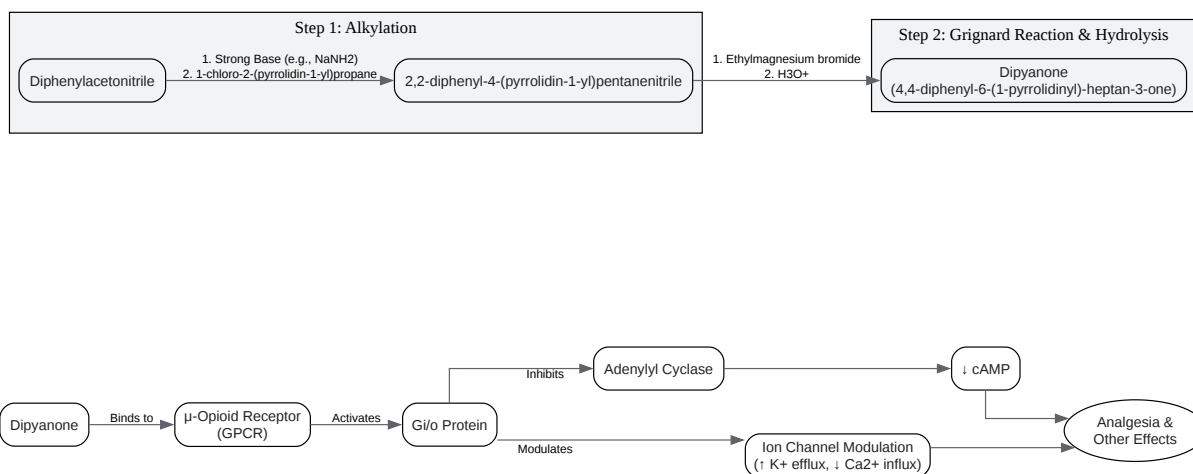 Step 1: Alkylation
Step 2: Grignard Reaction & Hydrolysis
Diphenylacetonitrile
1. Strong Base (e.g., NaNH2)
2. 1-chloro-2-(pyrrolidin-1-yl)propane
2,2-diphenyl-4-(pyrrolidin-1-yl)pentanenitrile
1. Ethylmagnesium bromide
2. H3O+
Dipyanone
(4,4-diphenyl-6-(1-pyrrolidinyl)-heptan-3-one)
Dipyanone
Binds to
μ-Opioid Receptor
(GPCR)
Activates
Gi/o Protein
Inhibits
Adenylyl Cyclase
↓ cAMP
Modulates
Ion Channel Modulation
(↑ K+ efflux, ↓ Ca2+ influx)
Analgesia &
Other Effects